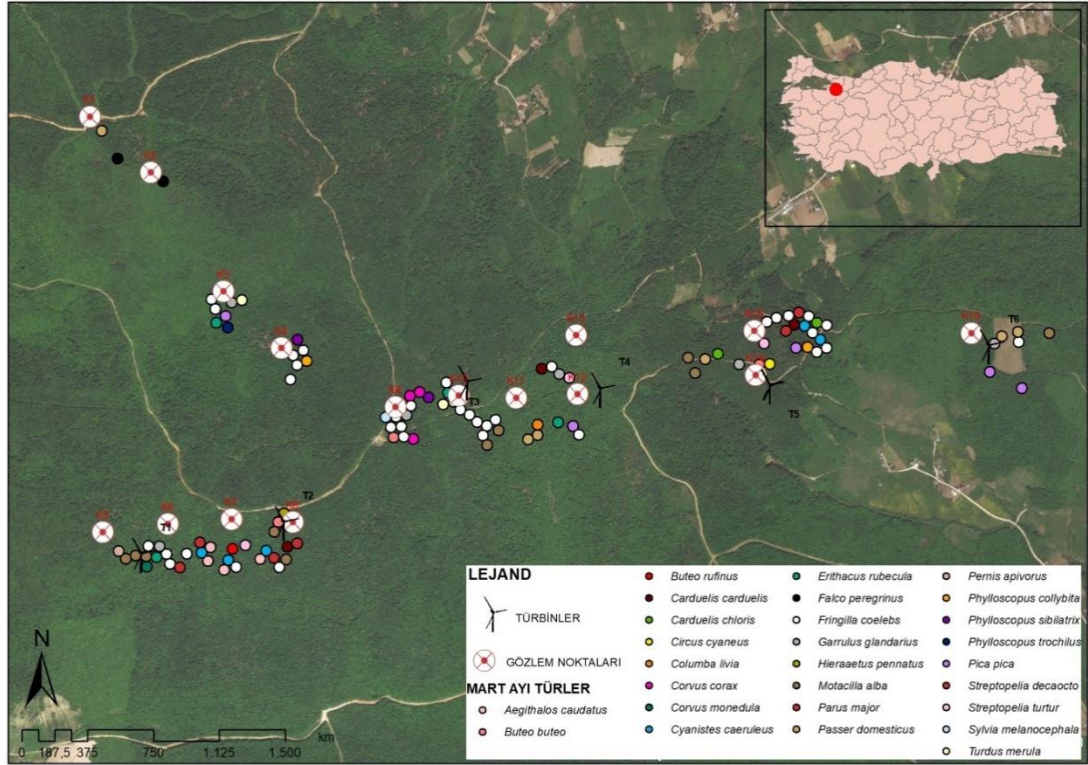 K11
T1
T2
T3
T4
T5
T6
N
0 187,5 375 750 1.125 1.500
km
LEJAND
TÜRBİNLER
GÖZLEM NOKTALARI
MART AYI TÜRLER
Aegithalos caudatus
Buteo buteo
Buteo rufinus
Carduelis carduelis
Carduelis chloris
Circus cyaneus
Columba livia
Corvus corax
Corvus monedula
Cyanistes caeruleus
Erithacus rubecula
Falco peregrinus
Fringilla coelebs
Garrulus glandarius
Hieraaetus pennatus
Motacilla alba
Parus major
Passer domesticus
Pernis apivorus
Phylloscopus collybita
Phylloscopus sibilatrix
Phylloscopus trochilus
Pica pica
Streptopelia decaocto
Streptopelia turtur
Sylvia melanocephala
Turdus merula